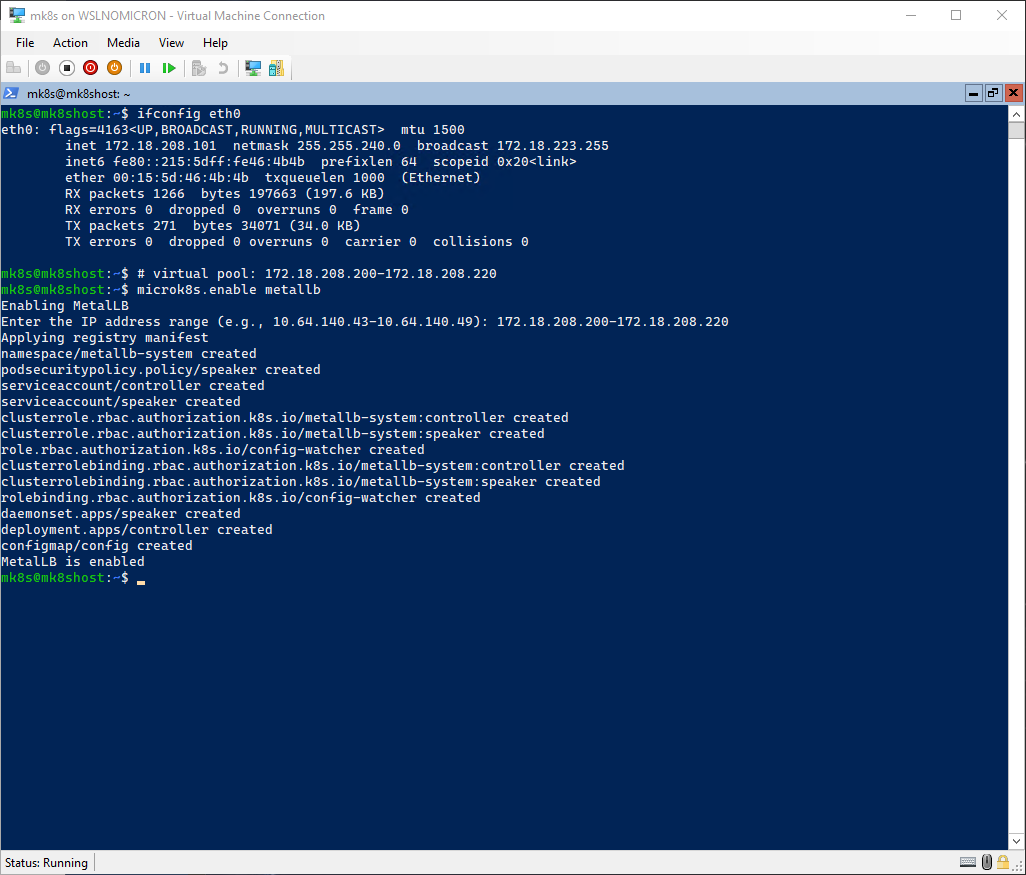 mk8s on WSLNOMICRON - Virtual Machine Connection
File Action Media View Help
mk8s@mk8shost: ~
mk8s@mk8shost:~$ ifconfig eth0
eth0: flags=4163<UP,BROADCAST,RUNNING,MULTICAST>  mtu 1500
        inet 172.18.208.101  netmask 255.255.240.0  broadcast 172.18.223.255
        inet6 fe80::215:5dff:fe46:4b4b  prefixlen 64  scopeid 0x20<link>
        ether 00:15:5d:46:4b:4b  txqueuelen 1000  (Ethernet)
        RX packets 1266  bytes 197663 (197.6 KB)
        RX errors 0  dropped 0  overruns 0  frame 0
        TX packets 271  bytes 34071 (34.0 KB)
        TX errors 0  dropped 0 overruns 0  carrier 0  collisions 0
mk8s@mk8shost:~$ # virtual pool: 172.18.208.200-172.18.208.220
mk8s@mk8shost:~$ microk8s.enable metallb
Enabling MetalLB
Enter the IP address range (e.g., 10.64.140.43-10.64.140.49): 172.18.208.200-172.18.208.220
Applying registry manifest
namespace/metallb-system created
podsecuritypolicy.policy/speaker created
serviceaccount/controller created
serviceaccount/speaker created
clusterrole.rbac.authorization.k8s.io/metallb-system:controller created
clusterrole.rbac.authorization.k8s.io/metallb-system:speaker created
role.rbac.authorization.k8s.io/config-watcher created
clusterrolebinding.rbac.authorization.k8s.io/metallb-system:controller created
clusterrolebinding.rbac.authorization.k8s.io/metallb-system:speaker created
rolebinding.rbac.authorization.k8s.io/config-watcher created
daemonset.apps/speaker created
deployment.apps/controller created
configmap/config created
MetalLB is enabled
mk8s@mk8shost:~$
Status: Running